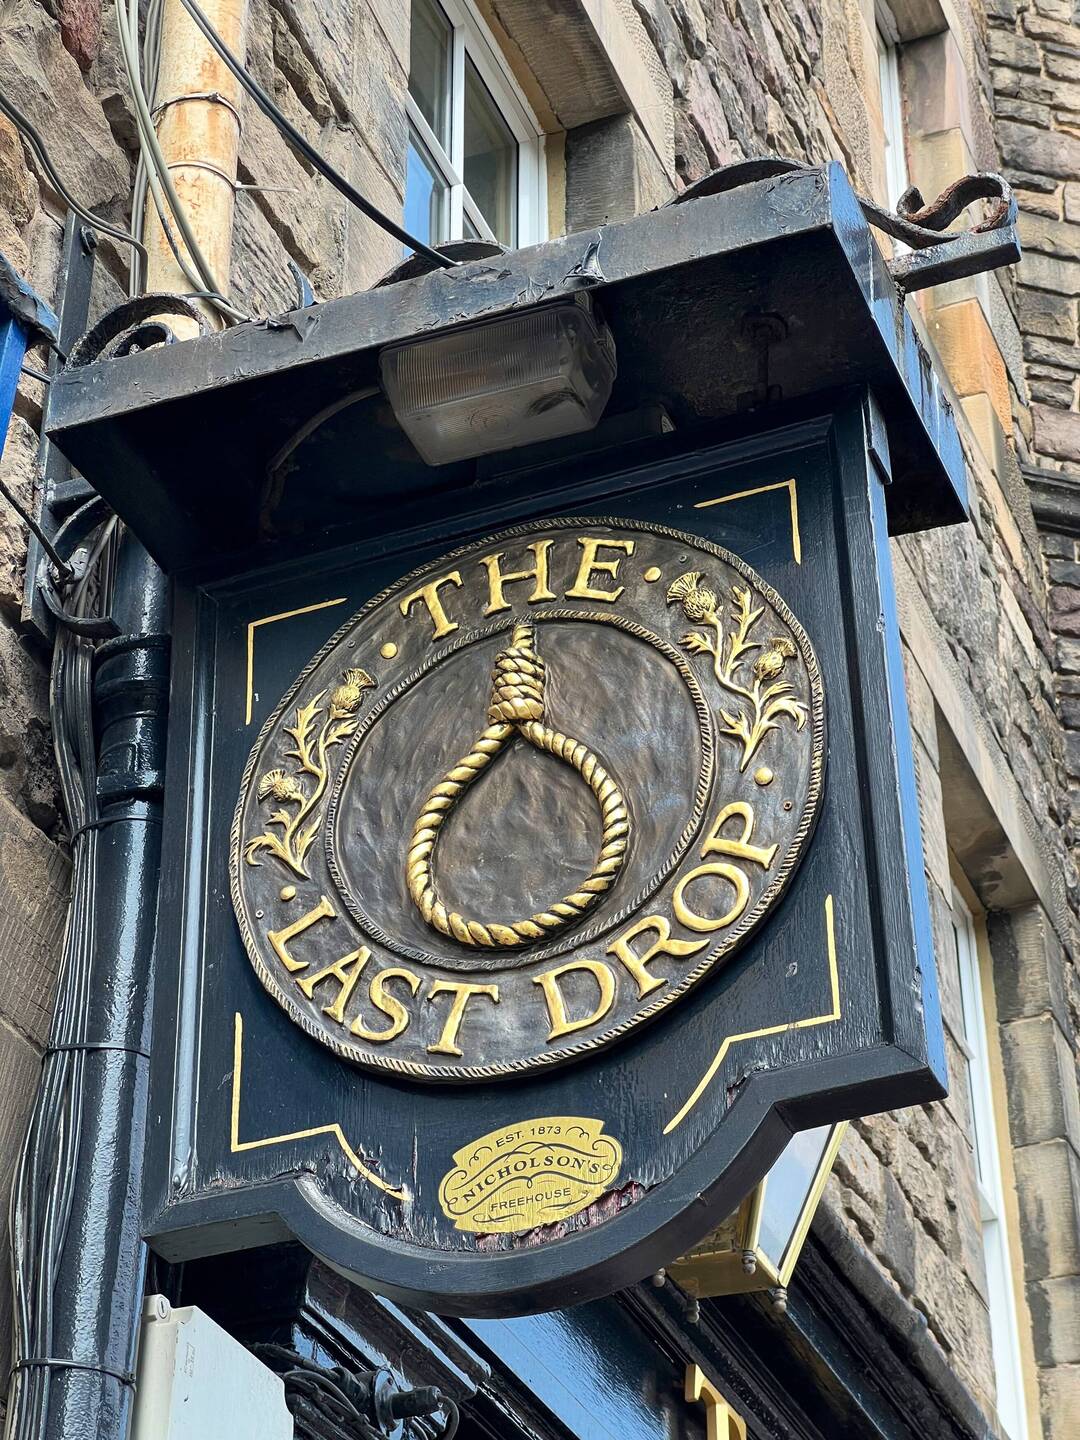 THE
LAST DROP
EST. 1873
NICHOLSON'S
FREEHOUSE